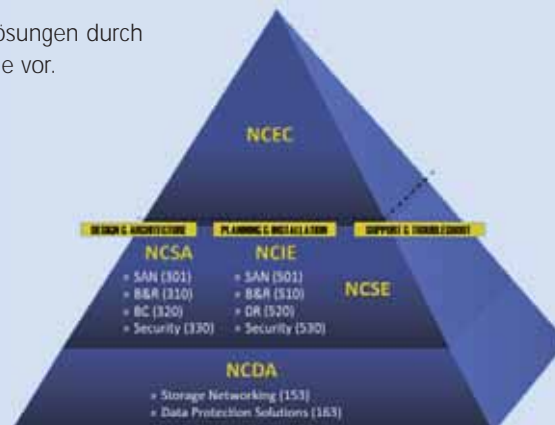 ösungen durch
e vor.
NCEC
DESIGN & ARCHITECTURE
PLANNING & INSTALLATION
SUPPORT & TROUBLESHOOT
NCSA
» SAN (301)
» B&R (310)
» BC (320)
» Security (330)
NCIE
» SAN (501)
» B&R (510)
» DR (520)
» Security (530)
NCSE
NCDA
» Storage Networking (153)
» Data Protection Solutions (163)